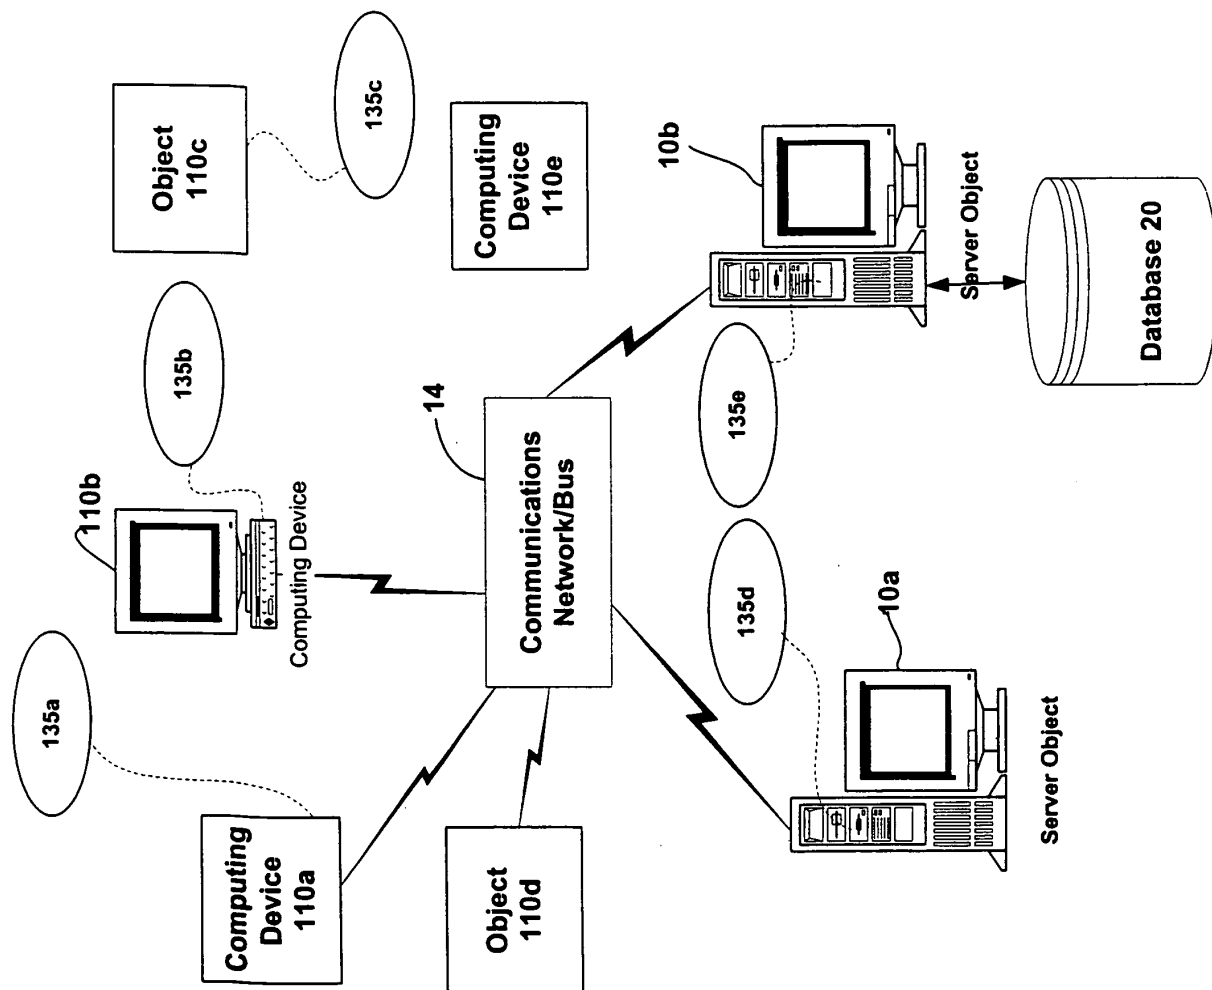 Object
110c
135c
Computing
Device
110e
10b
Server Object
Database 20
135b
110b
Computing Device
14
Communications
Network/Bus
135e
135a
Computing
Device
110a
Object
110d
135d
10a
Server Object